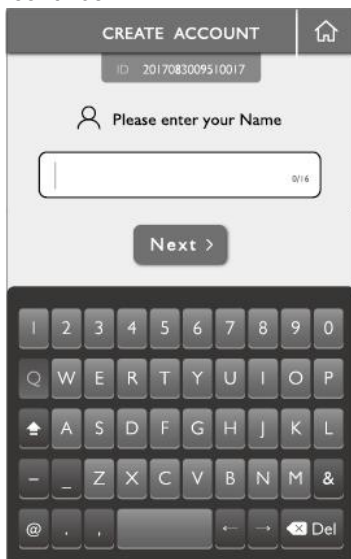 CREATE ACCOUNT
ID 2017083009510017
Please enter your Name
0/16
Next >
1 2 3 4 5 6 7 8 9 0
Q W E R T Y U I O P
A S D F G H J K L
- _ Z X C V B N M &
@ . , ← → Del